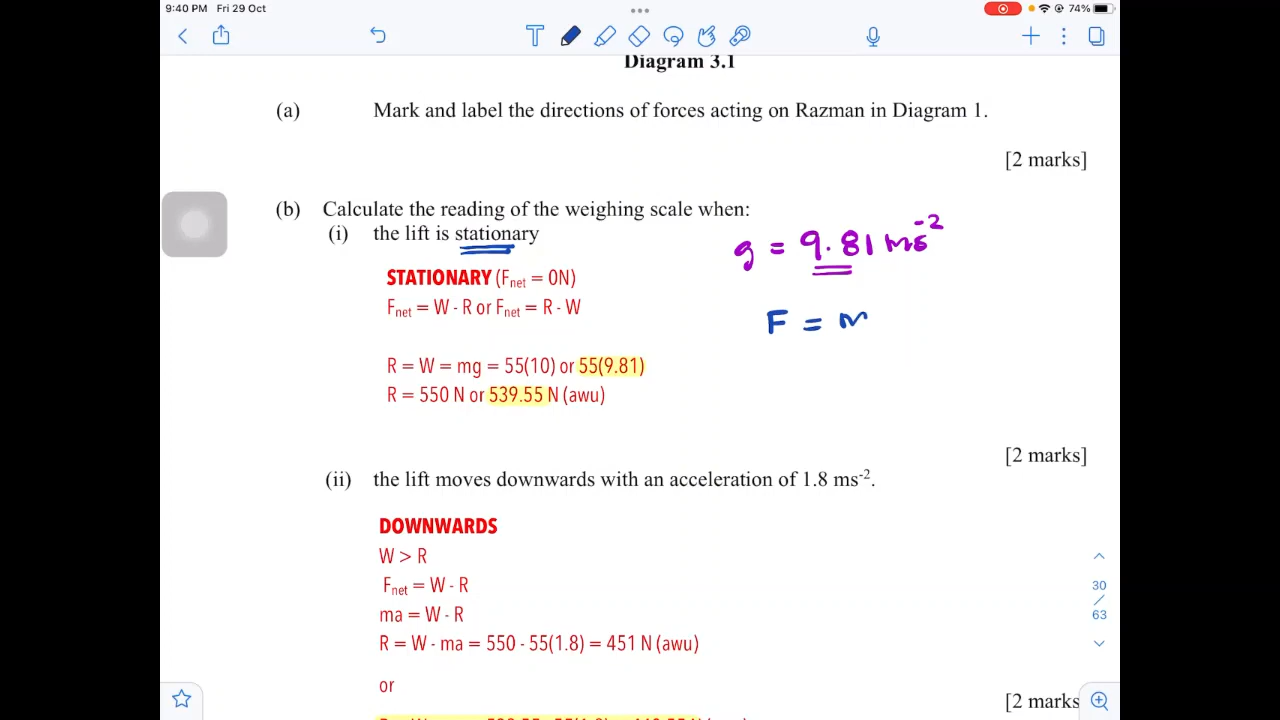 9:40 PM Fri 29 Oct
74%
Diagram 3.1
(a) Mark and label the directions of forces acting on Razman in Diagram 1.
[2 marks]
(b) Calculate the reading of the weighing scale when:
(i) the lift is stationary
g = 9.81 ms⁻²
STATIONARY (Fnet = 0N)
Fnet = W - R or Fnet = R - W
F = m
R = W = mg = 55(10) or 55(9.81)
R = 550 N or 539.55 N (awu)
[2 marks]
(ii) the lift moves downwards with an acceleration of 1.8 ms⁻².
DOWNWARDS
W > R
Fnet = W - R
30
/
63
ma = W - R
R = W - ma = 550 - 55(1.8) = 451 N (awu)
or
[2 marks